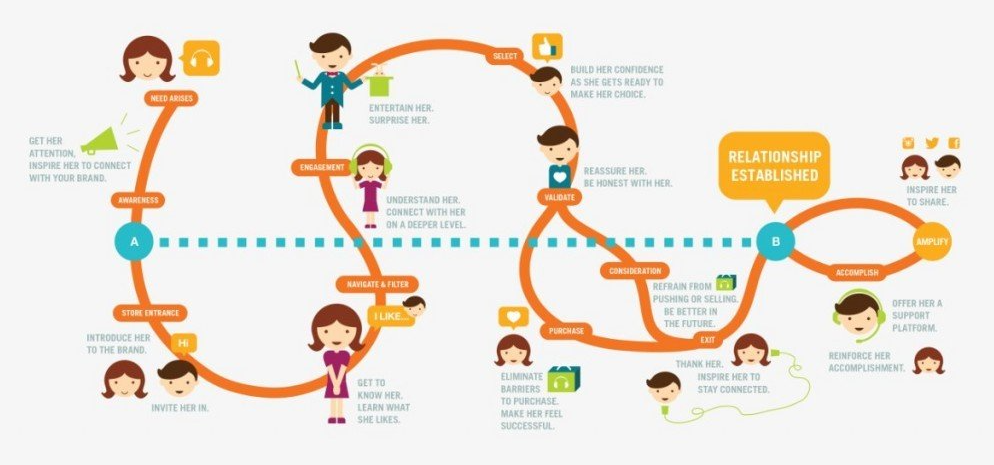 NEED ARISES
GET HER
ATTENTION,
INSPIRE HER TO CONNECT
WITH YOUR BRAND.
AWARENESS
A
STORE ENTRANCE
INTRODUCE HER
TO THE BRAND.
Hi
INVITE HER IN.
ENTERTAIN HER.
SURPRISE HER.
ENGAGEMENT
UNDERSTAND HER.
CONNECT WITH HER
ON A DEEPER LEVEL.
NAVIGATE & FILTER
I LIKE...
GET TO
KNOW HER.
LEARN WHAT
SHE LIKES.
SELECT
BUILD HER CONFIDENCE
AS SHE GETS READY TO
MAKE HER CHOICE.
REASSURE HER.
BE HONEST WITH HER.
VALIDATE
CONSIDERATION
REFRAIN FROM
PUSHING OR SELLING.
BE BETTER IN
THE FUTURE.
PURCHASE
ELIMINATE
BARRIERS
TO PURCHASE.
MAKE HER FEEL
SUCCESSFUL.
EXIT
THANK HER.
INSPIRE HER TO
STAY CONNECTED.
RELATIONSHIP
ESTABLISHED
B
INSPIRE HER
TO SHARE.
AMPLIFY
ACCOMPLISH
OFFER HER A
SUPPORT
PLATFORM.
REINFORCE HER
ACCOMPLISHMENT.